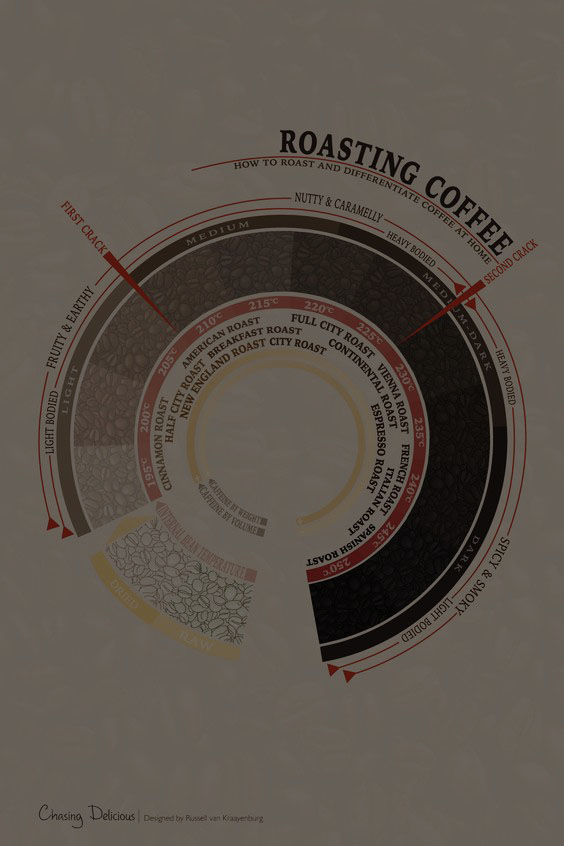 ROASTING COFFEE
HOW TO ROAST AND DIFFERENTIATE COFFEE AT HOME
FIRST CRACK
SECOND CRACK
LIGHT BODIED
FRUITY & EARTHY
NUTTY & CARAMELLY
HEAVY BODIED
HEAVY BODIED
SPICY & SMOKY
LIGHT BODIED
LIGHT
MEDIUM
MEDIUM DARK
DARK
195°C
200°C
205°C
210°C
215°C
220°C
225°C
230°C
235°C
240°C
245°C
250°C
CINNAMON ROAST
HALF CITY ROAST
NEW ENGLAND ROAST
AMERICAN ROAST
BREAKFAST ROAST
CITY ROAST
FULL CITY ROAST
CONTINENTAL ROAST
VIENNA ROAST
ESPRESSO ROAST
FRENCH ROAST
ITALIAN ROAST
SPANISH ROAST
CAFFEINE BY WEIGHT
CAFFEINE BY VOLUME
INTERNAL BEAN TEMPERATURE
DRIED
RAW
Chasing Delicious
Designed by Russell van Kraayenburg